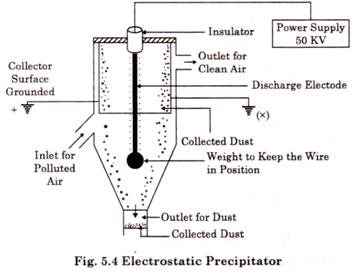 Insulator
Power Supply
50 KV
Outlet for
Clean Air
Collector
Surface
Grounded
Discharge Electode
+
(×)
Collected Dust
Inlet for
Polluted
Air
Weight to Keep the Wire
in Position
Outlet for Dust
Collected Dust
Fig. 5.4 Electrostatic Precipitator